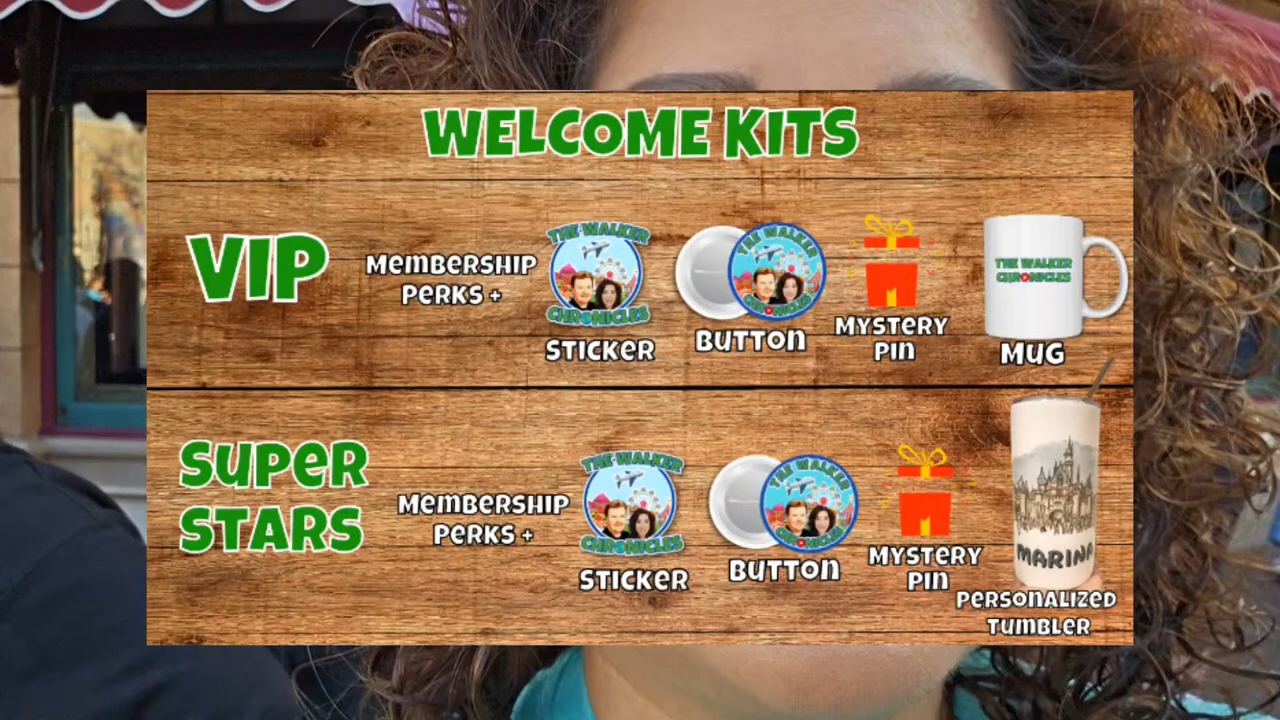 WELCOME KITS
VIP
MEMBERSHIP
PERKS +
THE WALKER
CHRONICLES
STICKER
THE WALKER
CHRONICLES
BUTTON
MYSTERY
PIN
THE WALKER
CHRONICLES
MUG
SUPER
STARS
MEMBERSHIP
PERKS +
THE WALKER
CHRONICLES
STICKER
THE WALKER
CHRONICLES
BUTTON
MYSTERY
PIN
MARINA
PERSONALIZED
TUMBLER